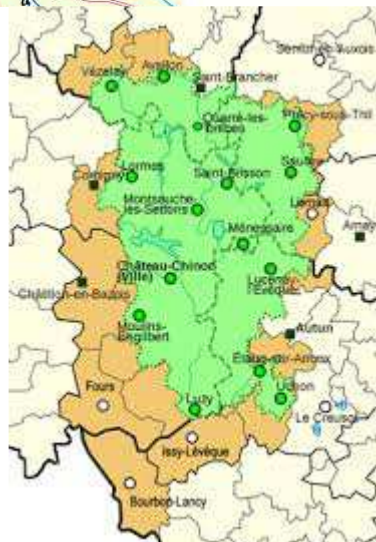 Semur-en-Auxois
Avallon
Vézelay
Saint-Brancher
Quarré-les-
Tombes
Précy-sous-Thil
Lormes
Corbigny
Saint-Brisson
Saulieu
Montsauche-
les-Settons
Liernais
Ménessaire
Arnay
Château-Chinon
(Ville)
Lucenay-
l'Évêque
Châtillon-en-Bazois
Moulins-
Engilbert
Autun
Étang-sur-Arroux
Fours
Luzy
Uchon
Le Creusot
Issy-Lévêque
Bourbon-Lancy